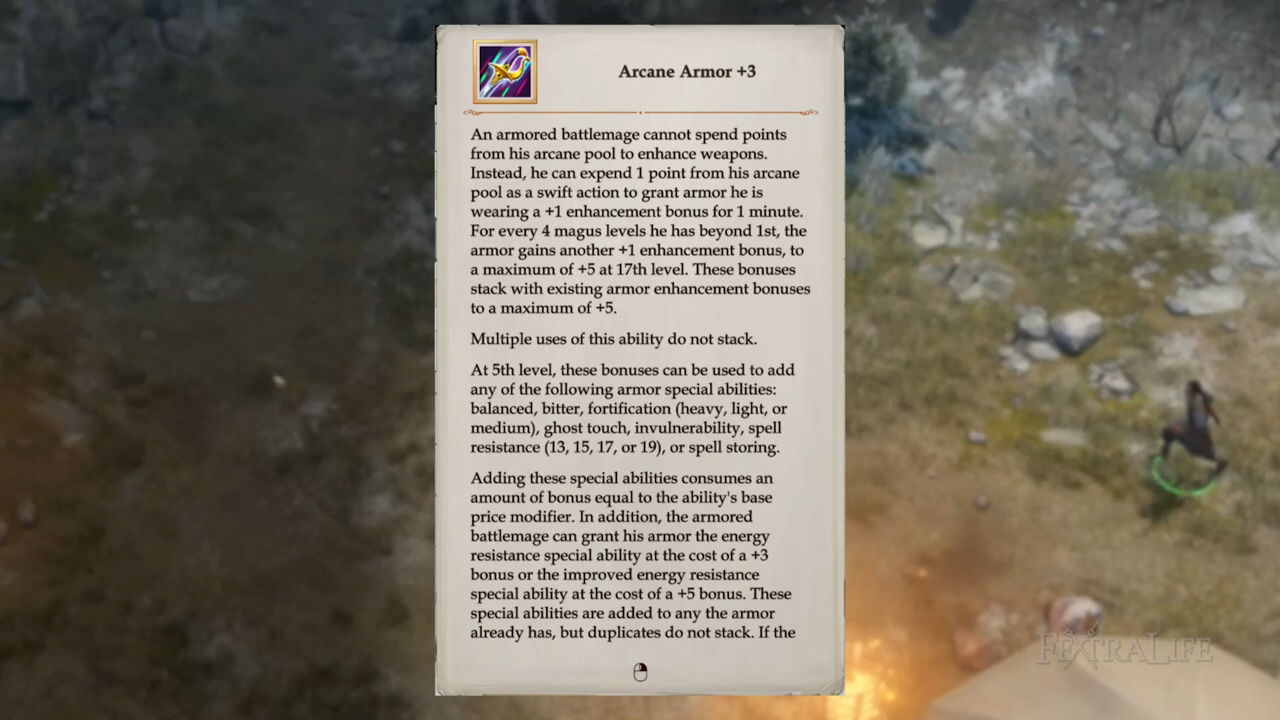 Arcane Armor +3
An armored battlemage cannot spend points
from his arcane pool to enhance weapons.
Instead, he can expend 1 point from his arcane
pool as a swift action to grant armor he is
wearing a +1 enhancement bonus for 1 minute.
For every 4 magus levels he has beyond 1st, the
armor gains another +1 enhancement bonus, to
a maximum of +5 at 17th level. These bonuses
stack with existing armor enhancement bonuses
to a maximum of +5.
Multiple uses of this ability do not stack.
At 5th level, these bonuses can be used to add
any of the following armor special abilities:
balanced, bitter, fortification (heavy, light, or
medium), ghost touch, invulnerability, spell
resistance (13, 15, 17, or 19), or spell storing.
Adding these special abilities consumes an
amount of bonus equal to the ability's base
price modifier. In addition, the armored
battlemage can grant his armor the energy
resistance special ability at the cost of a +3
bonus or the improved energy resistance
special ability at the cost of a +5 bonus. These
special abilities are added to any the armor
already has, but duplicates do not stack. If the
FEXTRALIFE